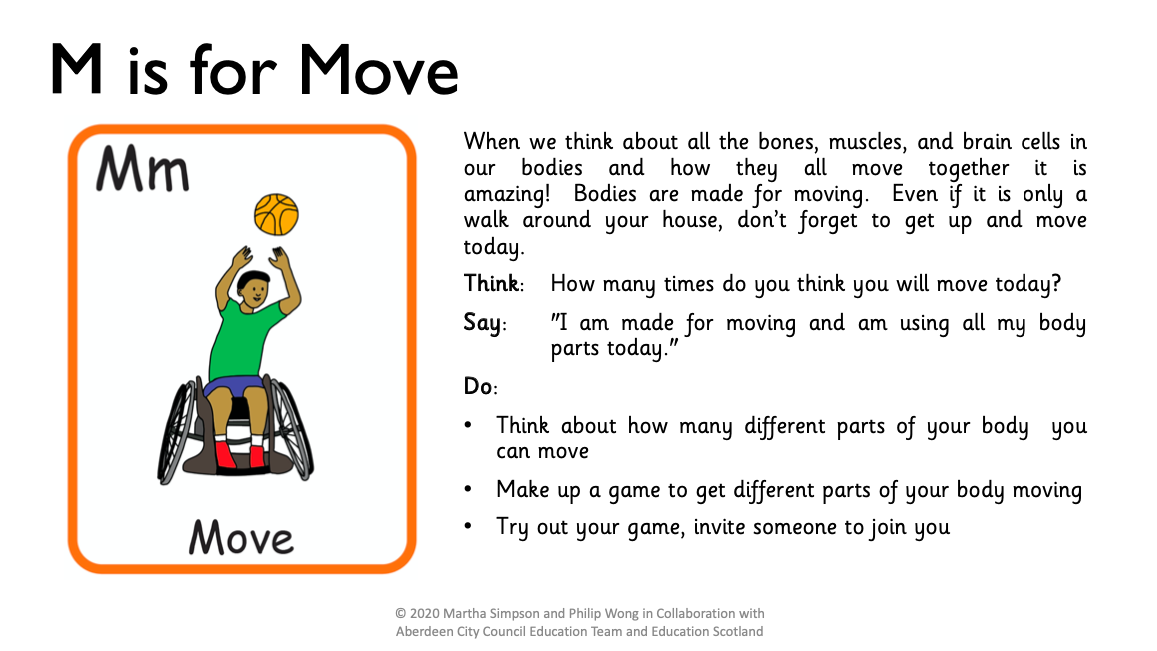 M is for Move
Mm
Move
When we think about all the bones, muscles, and brain cells in
our bodies and how they all move together it is
amazing! Bodies are made for moving. Even if it is only a
walk around your house, don’t forget to get up and move
today.
Think: How many times do you think you will move today?
Say: "I am made for moving and am using all my body
parts today."
Do:
• Think about how many different parts of your body you
can move
• Make up a game to get different parts of your body moving
• Try out your game, invite someone to join you
© 2020 Martha Simpson and Philip Wong in Collaboration with
Aberdeen City Council Education Team and Education Scotland